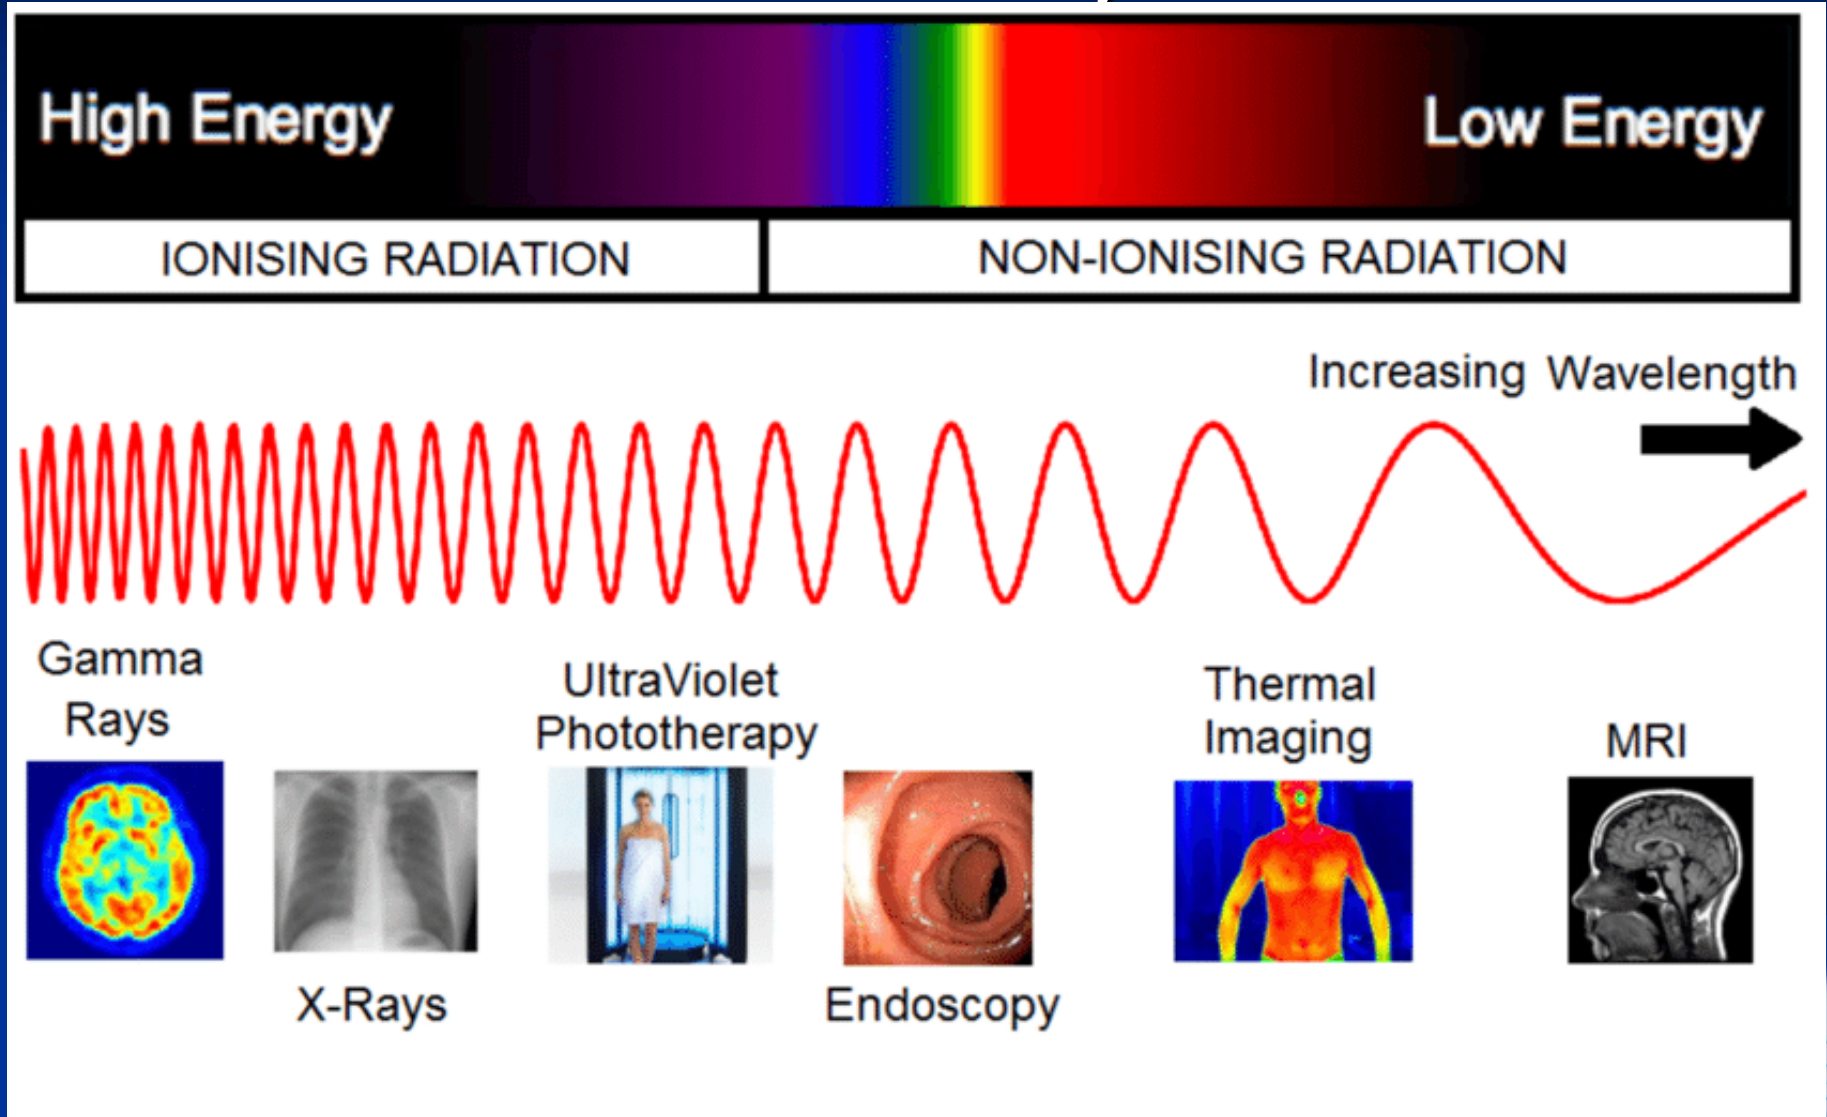 High Energy
Low Energy
IONISING RADIATION
NON-IONISING RADIATION
Increasing Wavelength
Gamma
Rays
X-Rays
UltraViolet
Phototherapy
Endoscopy
Thermal
Imaging
MRI